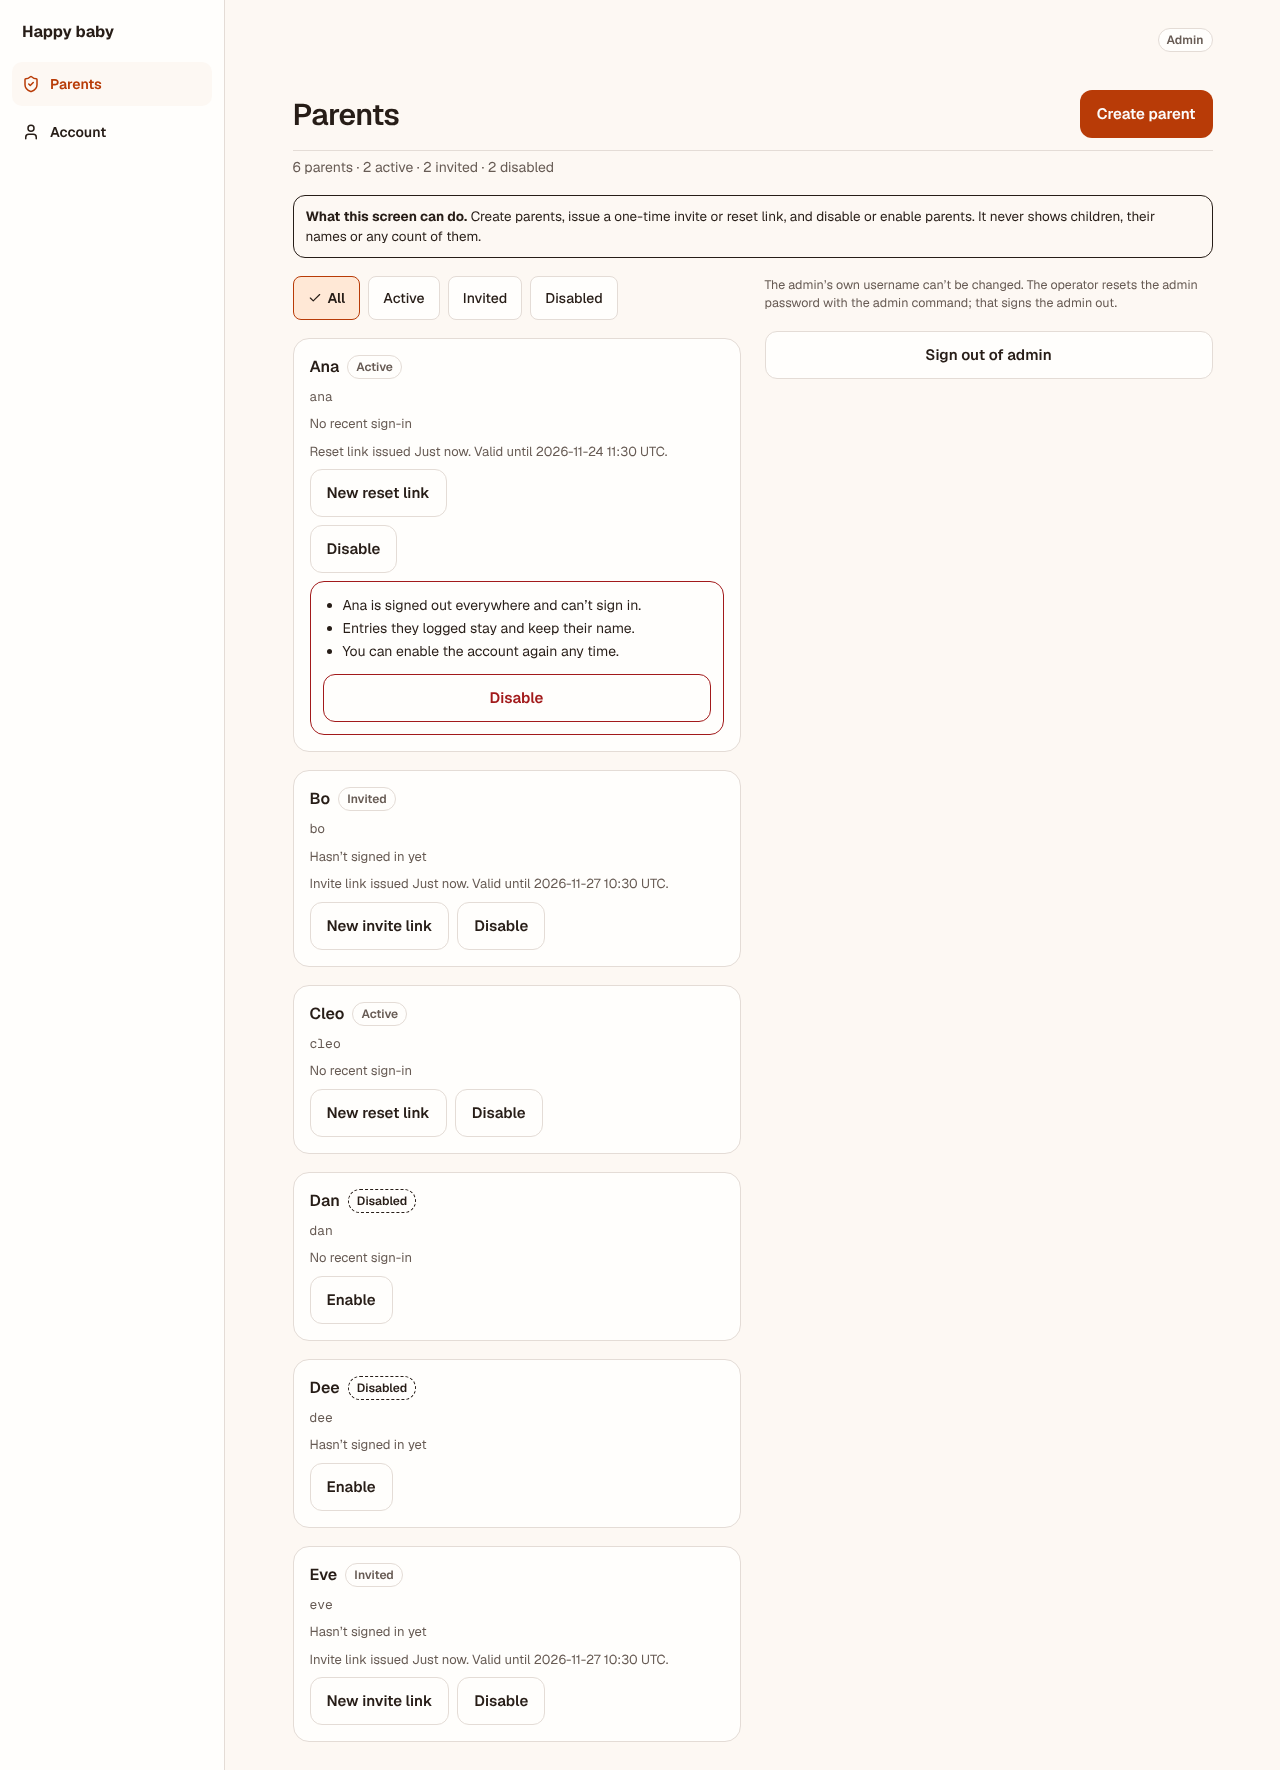 Happy baby
Parents
Account
Admin
Parents
Create parent
6 parents · 2 active · 2 invited · 2 disabled
What this screen can do. Create parents, issue a one-time invite or reset link, and disable or enable parents. It never shows children, their
names or any count of them.
All
Active
Invited
Disabled
The admin’s own username can’t be changed. The operator resets the admin
password with the admin command; that signs the admin out.
Sign out of admin
Ana
Active
ana
No recent sign-in
Reset link issued Just now. Valid until 2026-11-24 11:30 UTC.
New reset link
Disable
Ana is signed out everywhere and can’t sign in.
Entries they logged stay and keep their name.
You can enable the account again any time.
Disable
Bo
Invited
bo
Hasn’t signed in yet
Invite link issued Just now. Valid until 2026-11-27 10:30 UTC.
New invite link
Disable
Cleo
Active
cleo
No recent sign-in
New reset link
Disable
Dan
Disabled
dan
No recent sign-in
Enable
Dee
Disabled
dee
Hasn’t signed in yet
Enable
Eve
Invited
eve
Hasn’t signed in yet
Invite link issued Just now. Valid until 2026-11-27 10:30 UTC.
New invite link
Disable